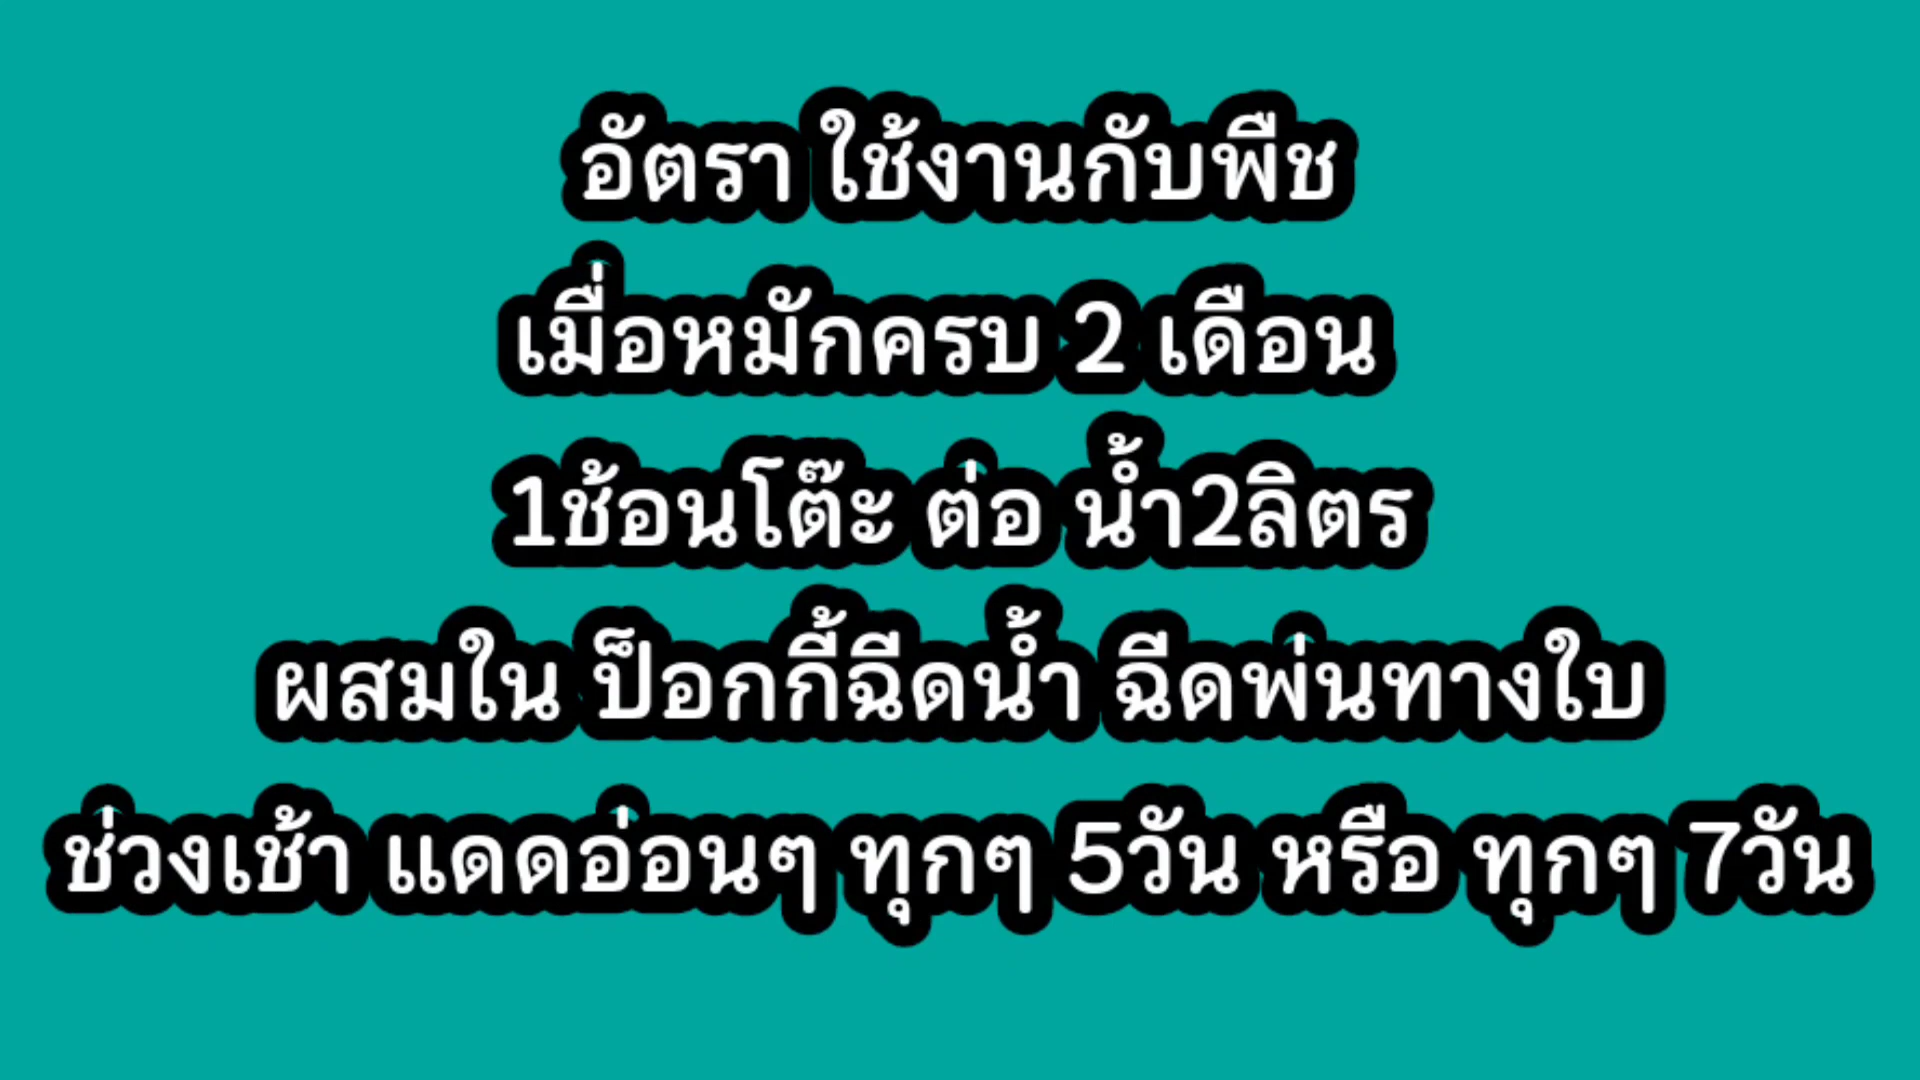 อัตรา ใช้งานกับพืช
เมื่อหมักครบ 2 เดือน
1ช้อนโต๊ะ ต่อ น้ำ2ลิตร
ผสมใน ป็อกกี้ฉีดน้ำ ฉีดพ่นทางใบ
ช่วงเช้า แดดอ่อนๆ ทุกๆ 5วัน หรือ ทุกๆ 7วัน